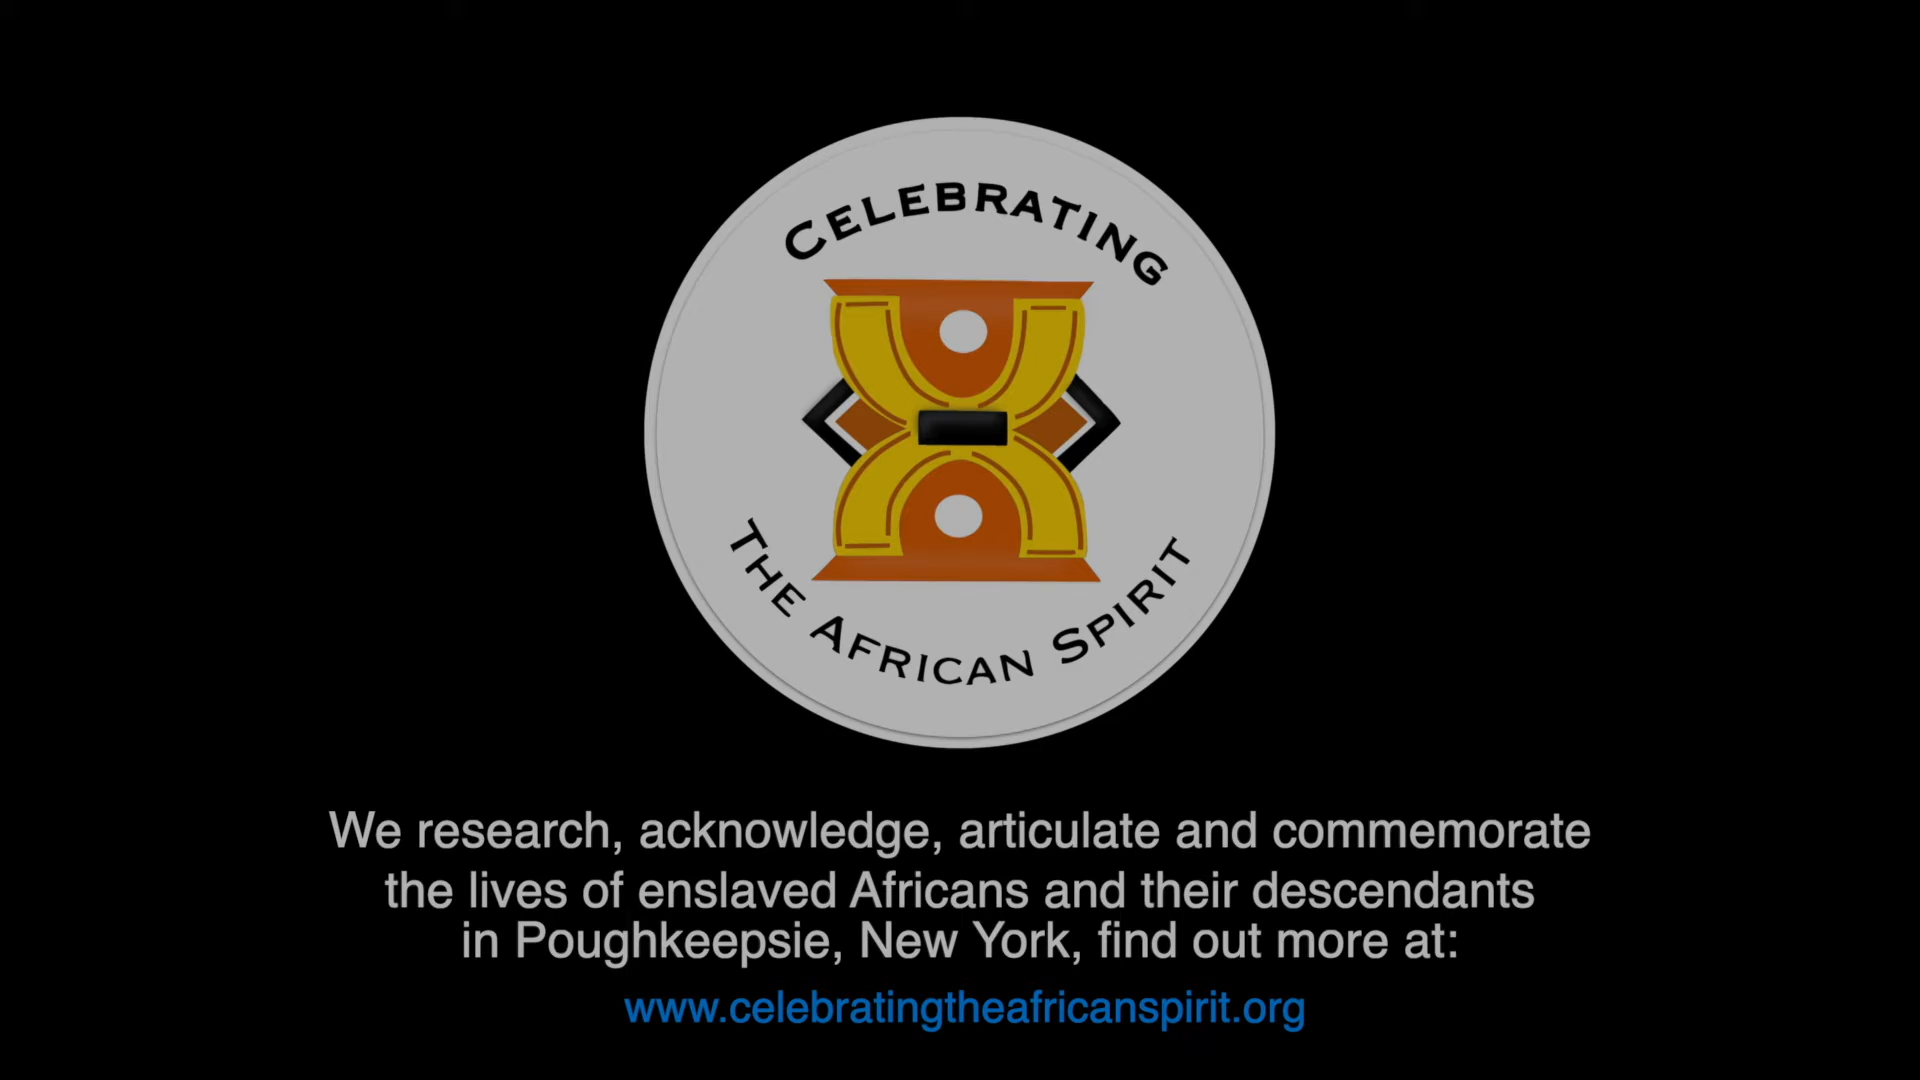 CELEBRATING
THE AFRICAN SPIRIT
We research, acknowledge, articulate and commemorate
the lives of enslaved Africans and their descendants
in Poughkeepsie, New York, find out more at:
www.celebratingtheafricanspirit.org